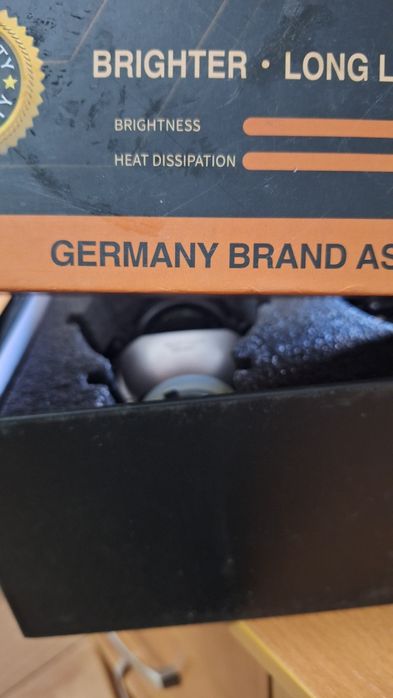 BRIGHTER • LONG L
BRIGHTNESS
HEAT DISSIPATION
GERMANY BRAND AS